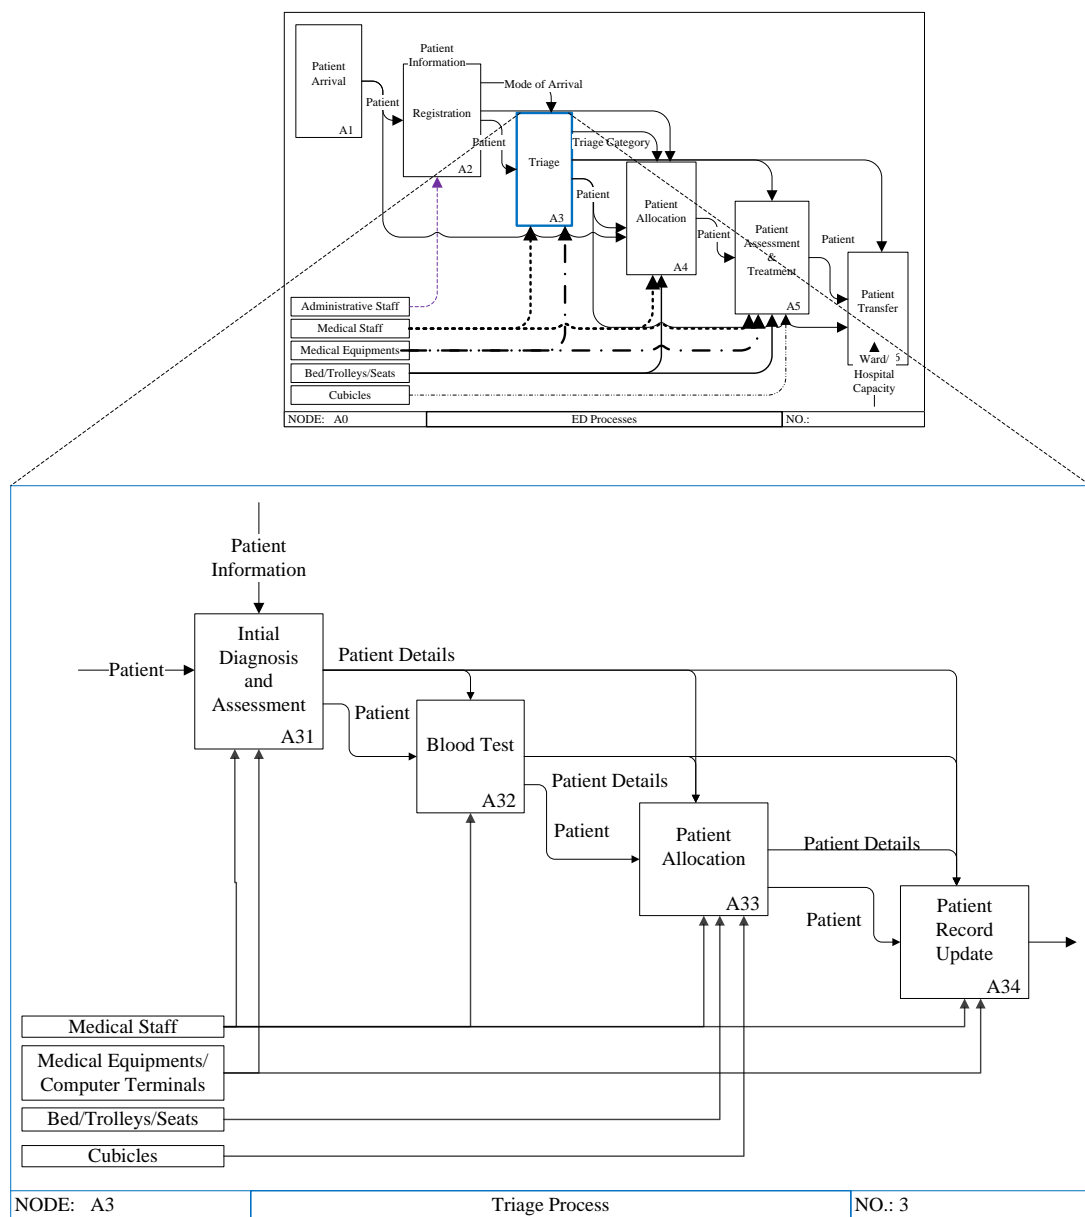 Patient
Arrival
A1
Patient
Patient
Information
Registration
A2
Mode of Arrival
Patient
Triage
A3
Triage Category
Patient
Patient
Allocation
A4
Patient
Patient
Assessment
&
Treatment
A5
Patient
Patient
Transfer
6
Ward/
Hospital
Capacity
Administrative Staff
Medical Staff
Medical Equipments
Bed/Trolleys/Seats
Cubicles
NODE: A0
ED Processes
NO.:
Patient
Information
Patient
Intial
Diagnosis
and
Assessment
A31
Patient Details
Patient
Blood Test
A32
Patient Details
Patient
Patient
Allocation
A33
Patient Details
Patient
Patient
Record
Update
A34
Medical Staff
Medical Equipments/
Computer Terminals
Bed/Trolleys/Seats
Cubicles
NODE: A3
Triage Process
NO.: 3